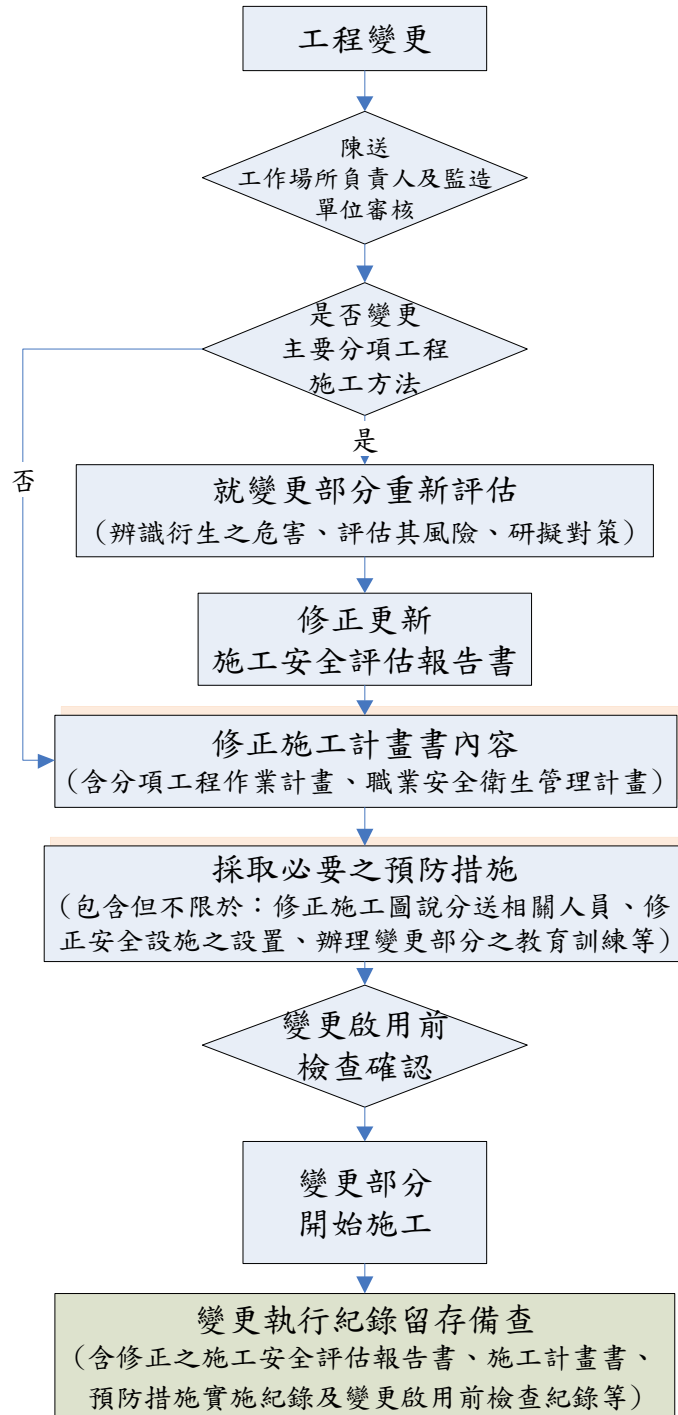 工程變更
陳送
工作場所負責人及監造
單位審核
是否變更
主要分項工程
施工方法
是
否
就變更部分重新評估
（辨識衍生之危害、評估其風險、研擬對策）
修正更新
施工安全評估報告書
修正施工計畫書內容
（含分項工程作業計畫、職業安全衛生管理計畫）
採取必要之預防措施
（包含但不限於：修正施工圖說分送相關人員、修
正安全設施之設置、辦理變更部分之教育訓練等）
變更啟用前
檢查確認
變更部分
開始施工
變更執行紀錄留存備查
（含修正之施工安全評估報告書、施工計畫書、
預防措施實施紀錄及變更啟用前檢查紀錄等）